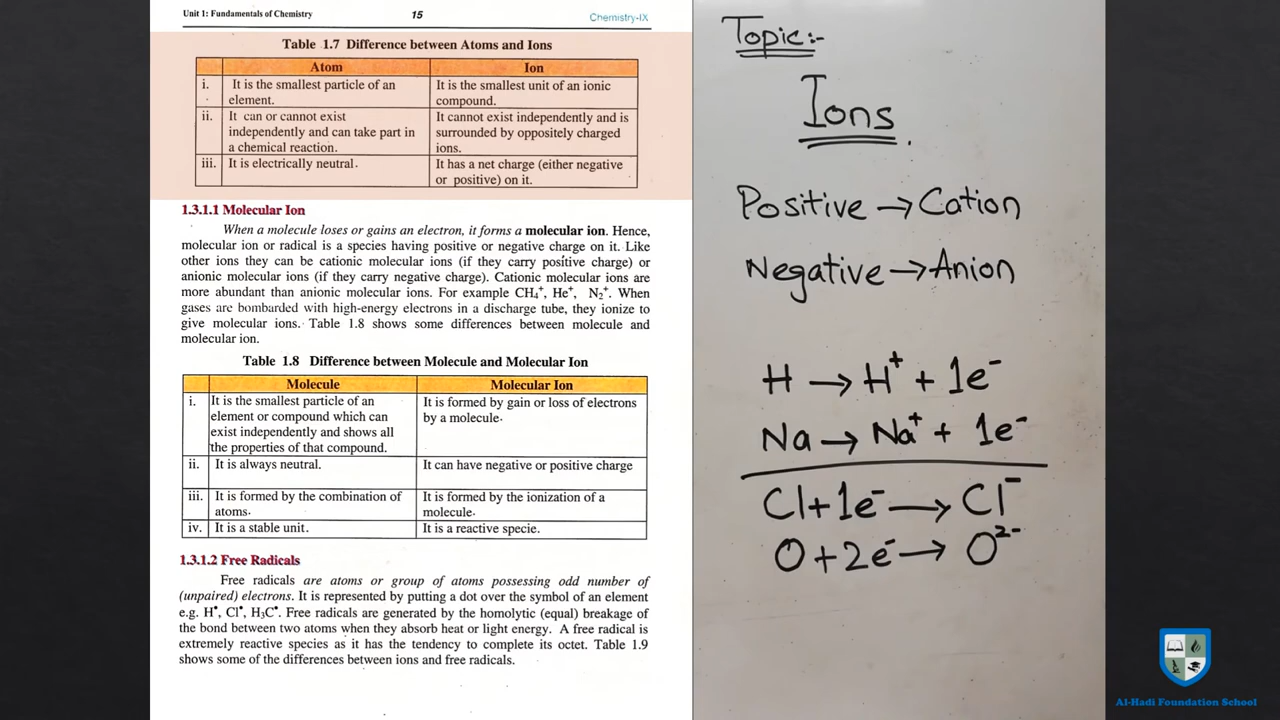 Unit 1: Fundamentals of Chemistry 15 Chemistry-IX
Table 1.7 Difference between Atoms and Ions
Atom Ion
i. It is the smallest particle of an element. It is the smallest unit of an ionic compound.
ii. It can or cannot exist independently and can take part in a chemical reaction. It cannot exist independently and is surrounded by oppositely charged ions.
iii. It is electrically neutral. It has a net charge (either negative or positive) on it.
1.3.1.1 Molecular Ion
When a molecule loses or gains an electron, it forms a molecular ion. Hence,
molecular ion or radical is a species having positive or negative charge on it. Like
other ions they can be cationic molecular ions (if they carry positive charge) or
anionic molecular ions (if they carry negative charge). Cationic molecular ions are
more abundant than anionic molecular ions. For example CH₄⁺, He⁺, N₂⁺. When
gases are bombarded with high-energy electrons in a discharge tube, they ionize to
give molecular ions. Table 1.8 shows some differences between molecule and
molecular ion.
Table 1.8 Difference between Molecule and Molecular Ion
Molecule Molecular Ion
i. It is the smallest particle of an element or compound which can exist independently and shows all the properties of that compound. It is formed by gain or loss of electrons by a molecule.
ii. It is always neutral. It can have negative or positive charge
iii. It is formed by the combination of atoms. It is formed by the ionization of a molecule.
iv. It is a stable unit. It is a reactive specie.
1.3.1.2 Free Radicals
Free radicals are atoms or group of atoms possessing odd number of
(unpaired) electrons. It is represented by putting a dot over the symbol of an element
e.g. H•, Cl•, H₃C•. Free radicals are generated by the homolytic (equal) breakage of
the bond between two atoms when they absorb heat or light energy. A free radical is
extremely reactive species as it has the tendency to complete its octet. Table 1.9
shows some of the differences between ions and free radicals.
Topic:-
Ions.
Positive → Cation
Negative → Anion
H → H⁺ + 1e⁻
Na → Na⁺ + 1e⁻
Cl + 1e⁻ → Cl⁻
O + 2e⁻ → O²⁻
Al-Hadi Foundation School